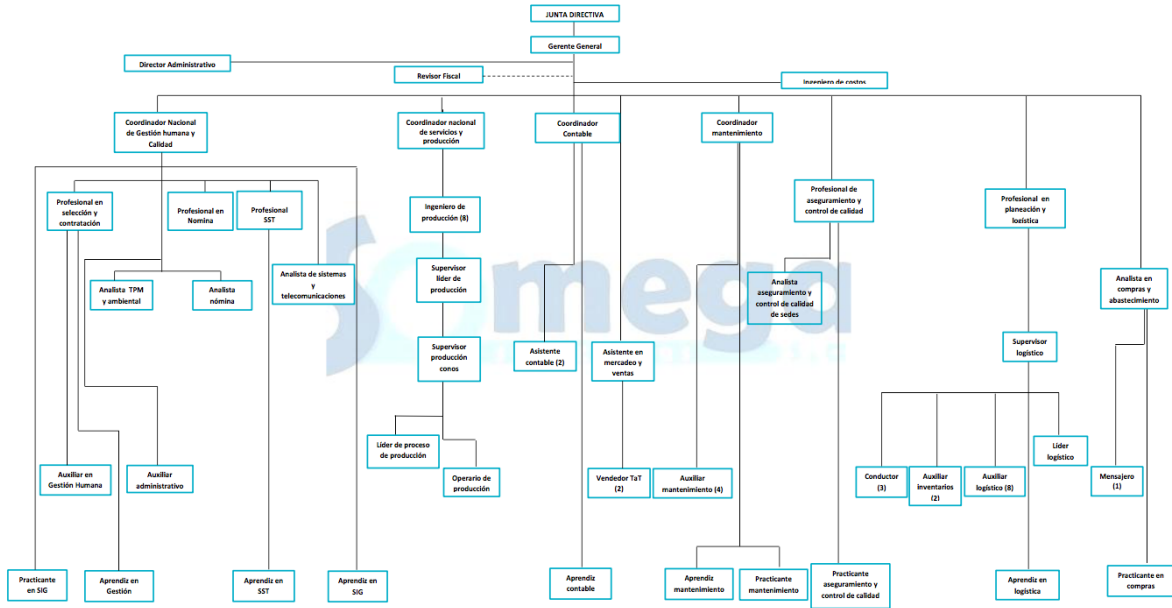 JUNTA DIRECTIVA
Gerente General
Director Administrativo
Revisor Fiscal
Ingeniero de costos
Coordinador Nacional
de Gestión humana y
Calidad
Coordinador nacional
de servicios y
producción
Coordinador
Contable
Coordinador
mantenimiento
Profesional de
aseguramiento y
control de calidad
Profesional en
planeación y
logística
Profesional en
selección y
contratación
Profesional en
Nomina
Profesional
SST
Ingeniero de
producción (8)
Analista TPM
y ambiental
Analista
nómina
Analista de sistemas
y
telecomunicaciones
Supervisor
líder de
producción
Analista
aseguramiento y
control de calidad
de sedes
Analista en
compras y
abastecimiento
Supervisor
producción
conos
Asistente
contable (2)
Asistente en
mercadeo y
ventas
Supervisor
logístico
Líder de proceso
de producción
Operario de
producción
Líder
logístico
Auxiliar en
Gestión Humana
Auxiliar
administrativo
Vendedor TaT
(2)
Auxiliar
mantenimiento (4)
Conductor
(3)
Auxiliar
inventarios
(2)
Auxiliar
logístico (8)
Mensajero
(1)
Practicante
en SIG
Aprendiz en
Gestión
Aprendiz en
SST
Aprendiz en
SIG
Aprendiz
contable
Aprendiz
mantenimiento
Practicante
mantenimiento
Practicante
aseguramiento y
control de calidad
Aprendiz en
logística
Practicante en
compras
Somega